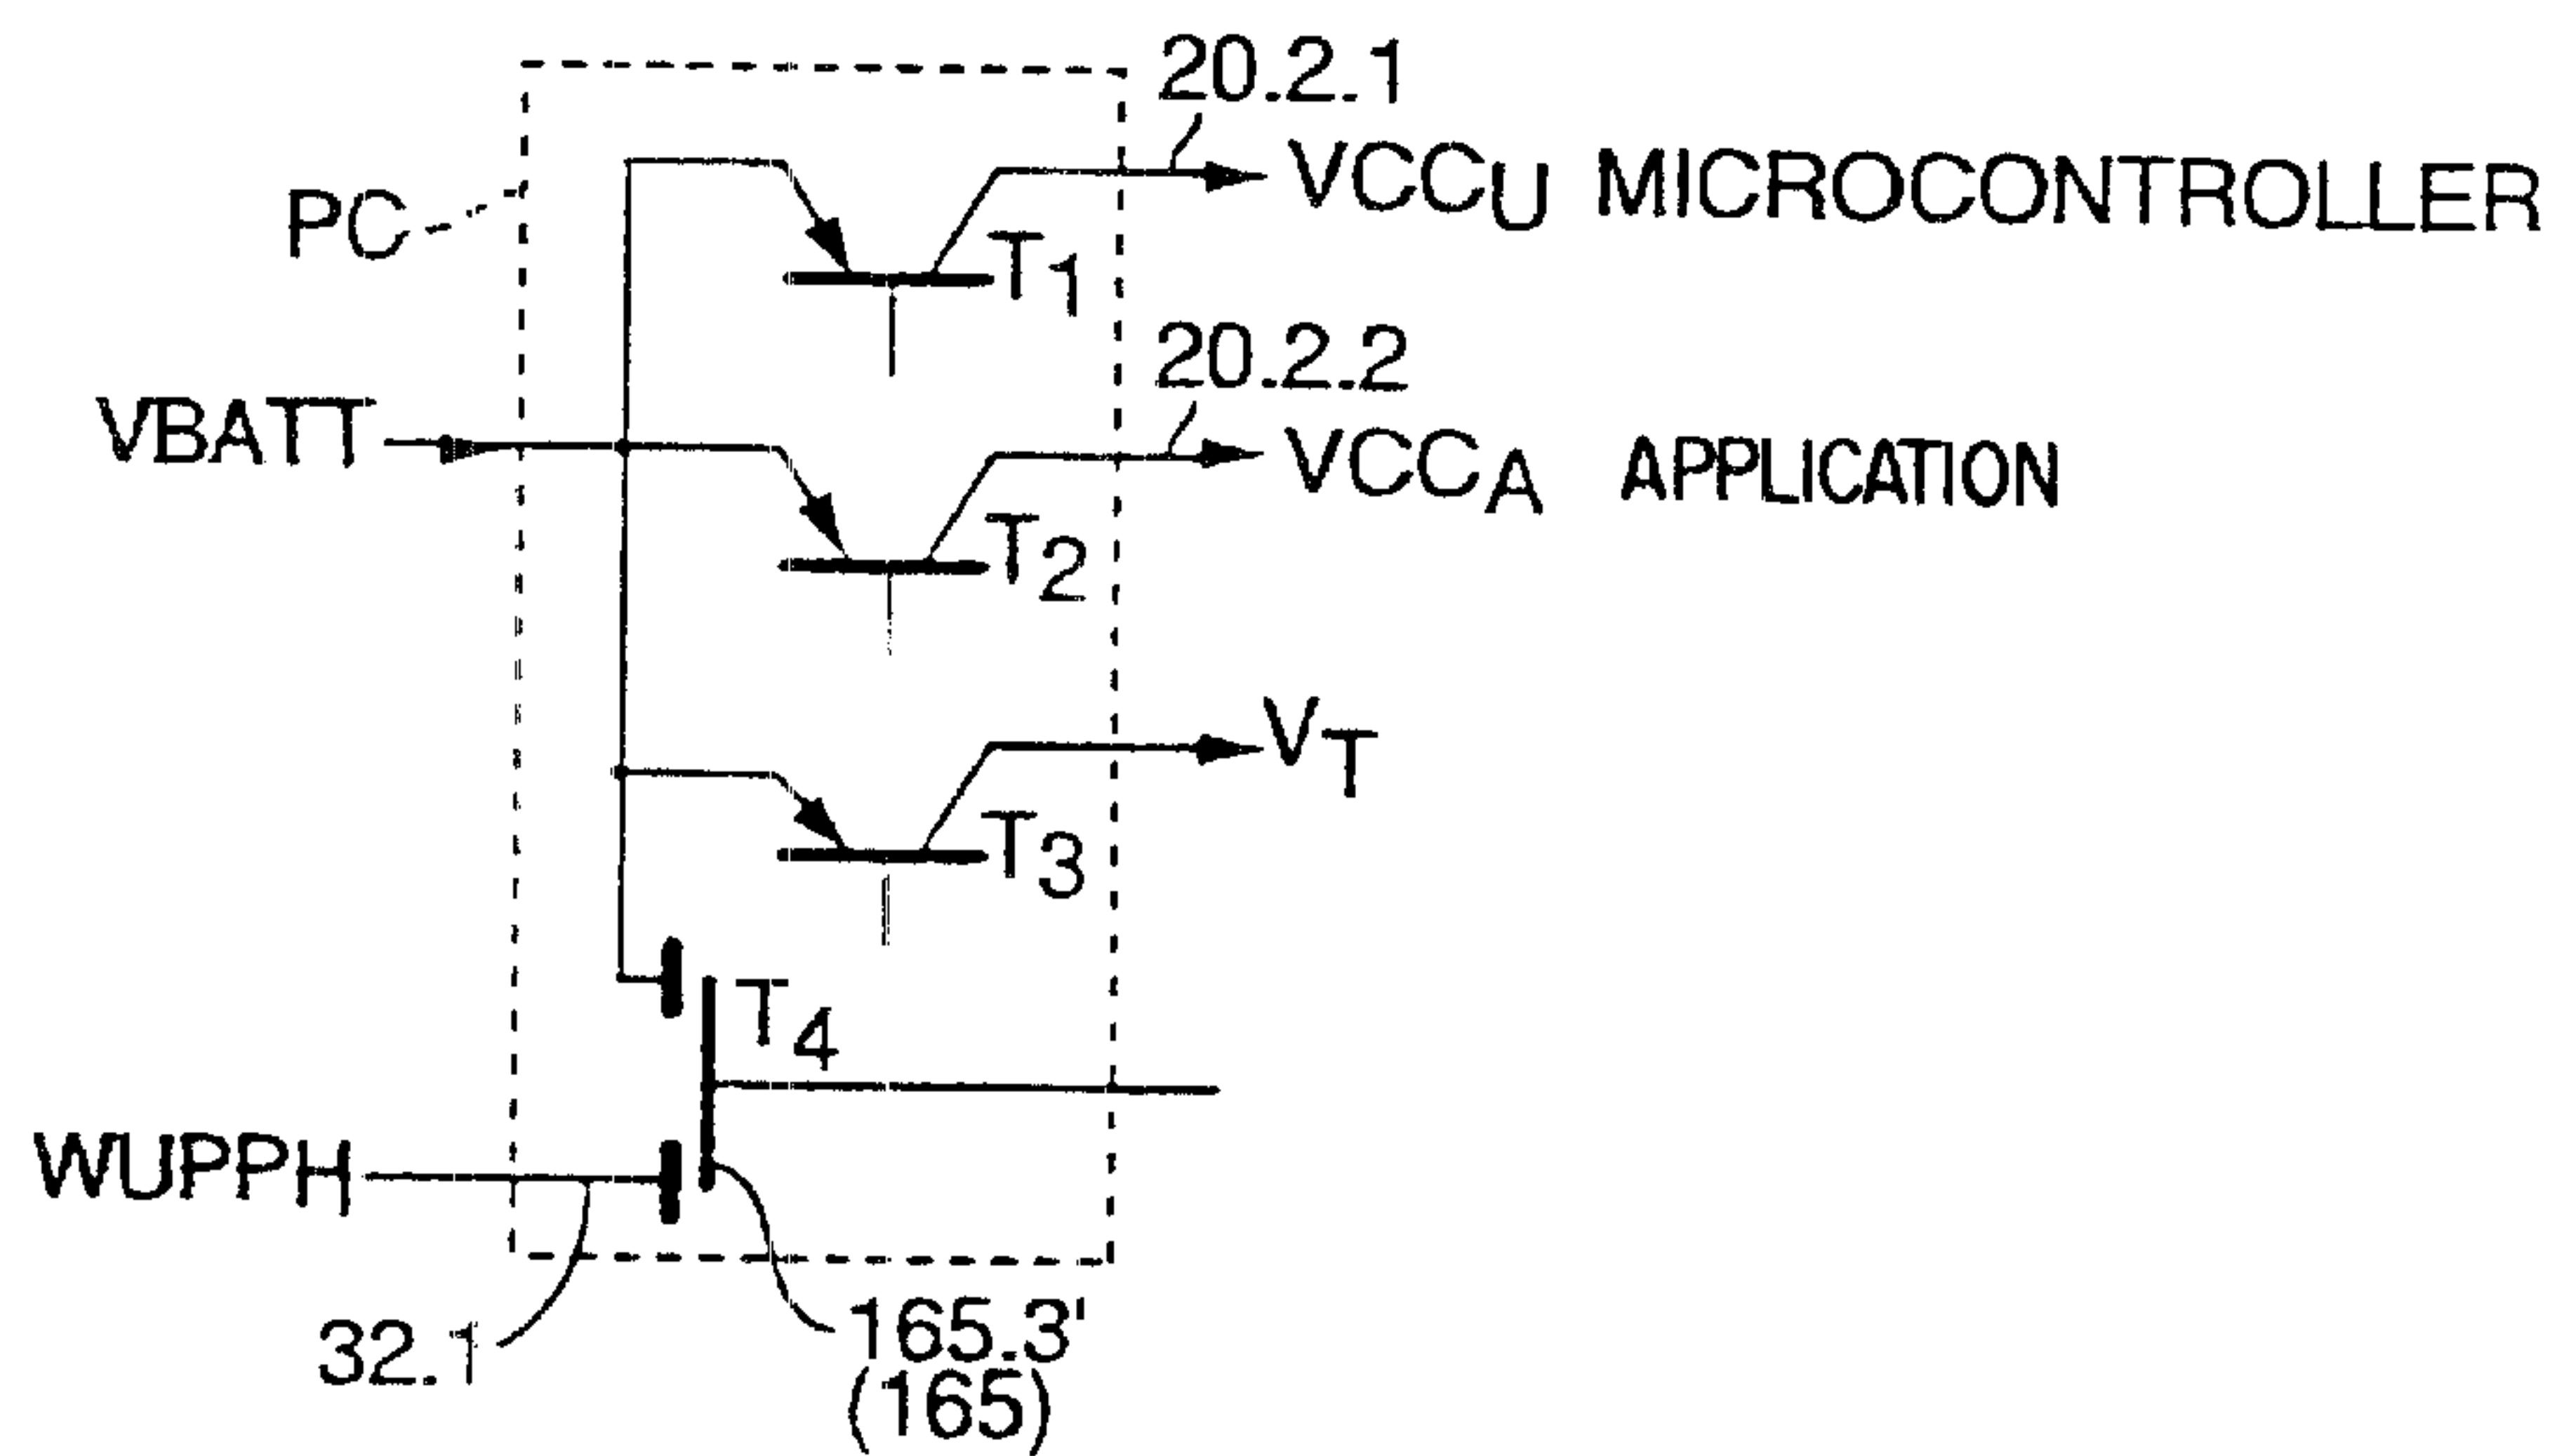 20.2.1
PC
VCCU MICROCONTROLLER
T1
20.2.2
VBATT
VCCA APPLICATION
T2
VT
T3
T4
WUPPH
32.1
165.3'
(165)